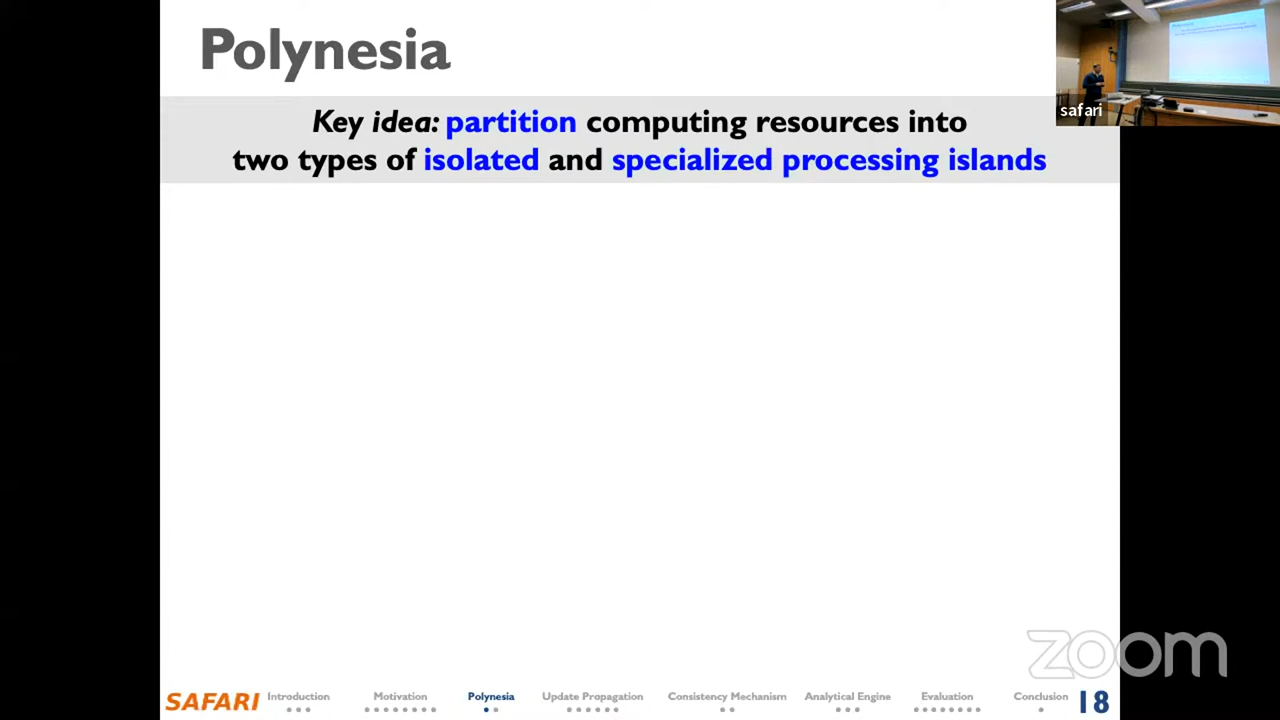 Polynesia
Key idea: partition computing resources into
two types of isolated and specialized processing islands
safari
zoom
SAFARI
Introduction
Motivation
Polynesia
Update Propagation
Consistency Mechanism
Analytical Engine
Evaluation
Conclusion
18